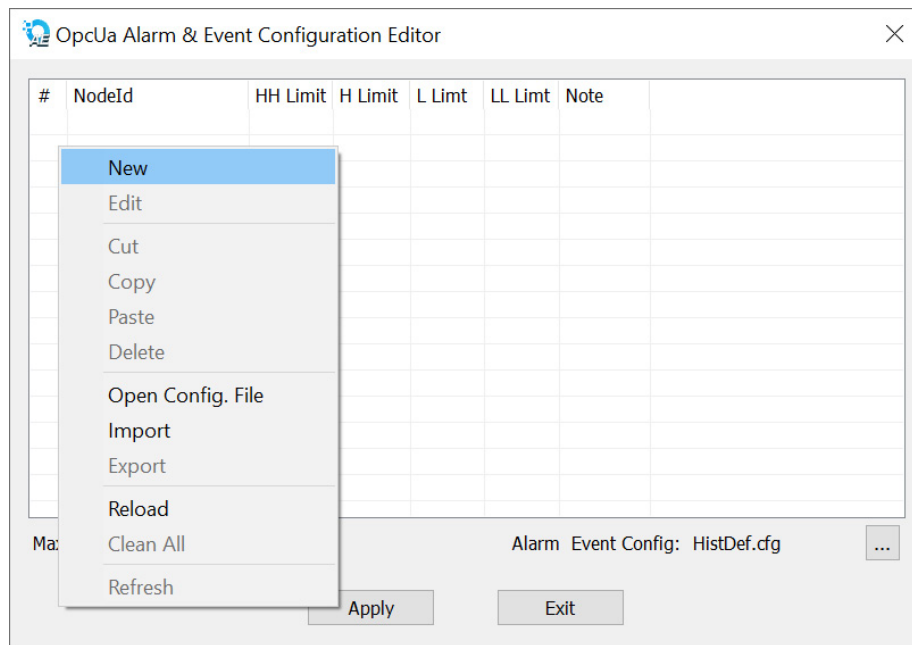 OpcUa Alarm & Event Configuration Editor
# NodeId HH Limit H Limit L Limt LL Limt Note
New
Edit
Cut
Copy
Paste
Delete
Open Config. File
Import
Export
Reload
Clean All
Refresh
Alarm Event Config: HistDef.cfg ...
Apply Exit